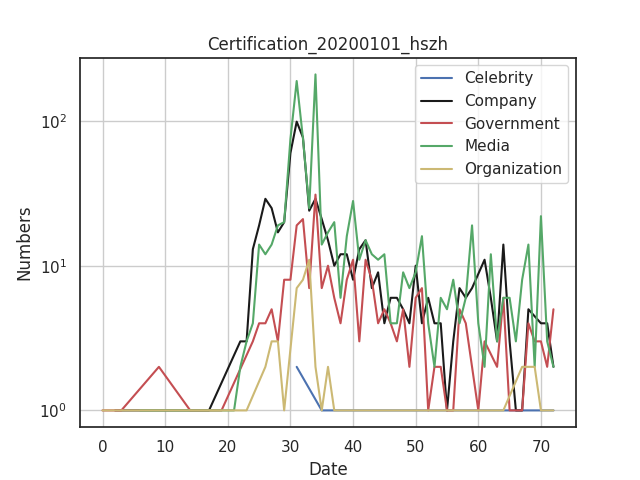 Certification_20200101_hszh
Celebrity
Company
Government
Media
Organization
Numbers
10²
10¹
10⁰
0 10 20 30 40 50 60 70
Date